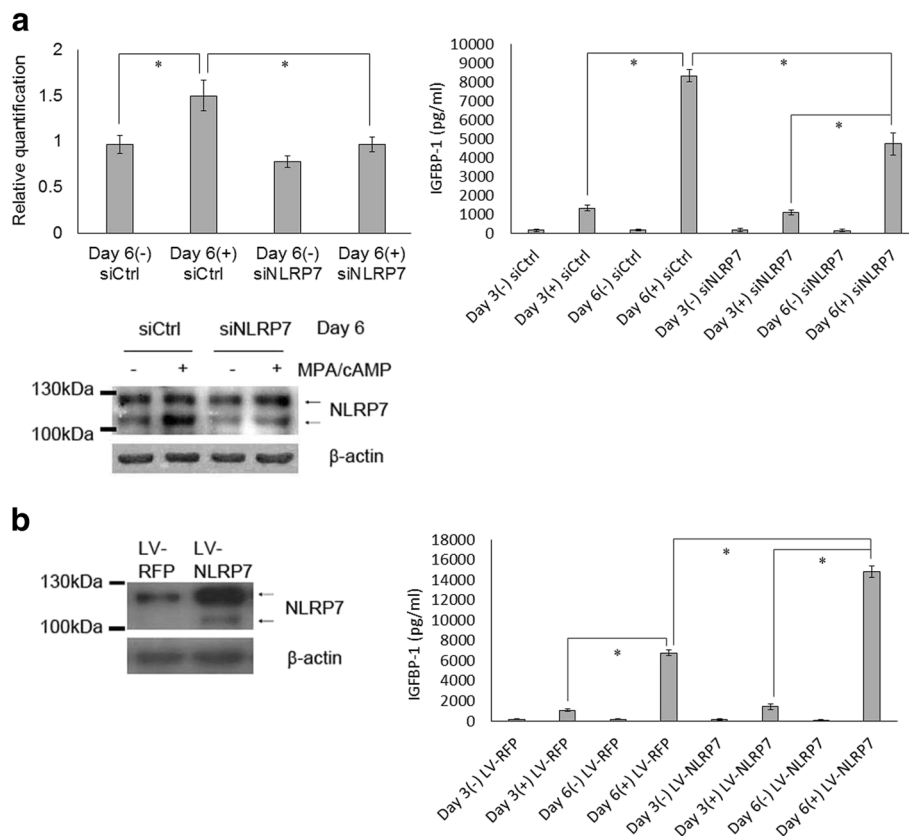 a
Relative quantification
2
1.5
1
0.5
0
Day 6(-)
siCtrl
Day 6(+)
siCtrl
Day 6(-)
siNLRP7
Day 6(+)
siNLRP7
*
*
IGFBP-1 (pg/ml)
10000
9000
8000
7000
6000
5000
4000
3000
2000
1000
0
*
*
*
Day 3(-) siCtrl
Day 3(+) siCtrl
Day 6(-) siCtrl
Day 6(+) siCtrl
Day 3(-) siNLRP7
Day 3(+) siNLRP7
Day 6(-) siNLRP7
Day 6(+) siNLRP7
siCtrl siNLRP7 Day 6
- + - + MPA/cAMP
130kDa
NLRP7
100kDa
β-actin
b
LV-
RFP
LV-
NLRP7
130kDa
NLRP7
100kDa
β-actin
IGFBP-1 (pg/ml)
18000
16000
14000
12000
10000
8000
6000
4000
2000
0
*
*
*
Day 3(-) LV-RFP
Day 3(+) LV-RFP
Day 6(-) LV-RFP
Day 6(+) LV-RFP
Day 3(-) LV-NLRP7
Day 3(+) LV-NLRP7
Day 6(-) LV-NLRP7
Day 6(+) LV-NLRP7